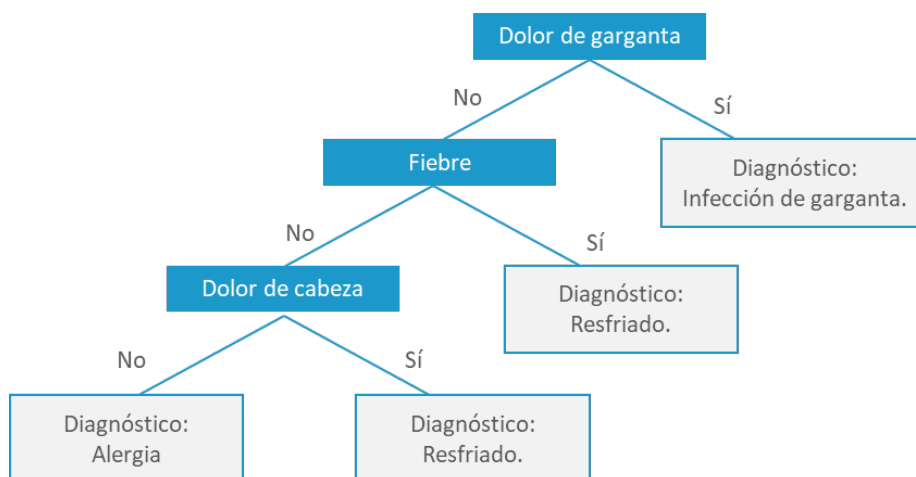 Dolor de garganta
No
Sí
Fiebre
Diagnóstico:
Infección de garganta.
No
Sí
Dolor de cabeza
Diagnóstico:
Resfriado.
No
Sí
Diagnóstico:
Alergia
Diagnóstico:
Resfriado.